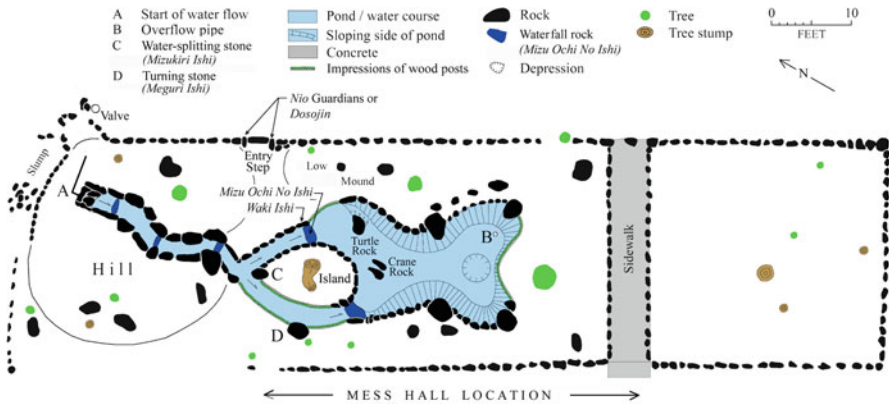 A Start of water flow
B Overflow pipe
C Water-splitting stone
(Mizukiri Ishi)
D Turning stone
(Meguri Ishi)
Pond / water course
Sloping side of pond
Concrete
Impressions of wood posts
Rock
Waterfall rock
(Mizu Ochi No Ishi)
Depression
Tree
Tree stump
0 10
FEET
N
Valve
Slump
Nio Guardians or
Dosojin
Entry
Step
Low
Mound
A
Mizu Ochi No Ishi
Waki Ishi
Turtle
Rock
B
Crane
Rock
Hill
C
Island
D
Sidewalk
MESS HALL LOCATION